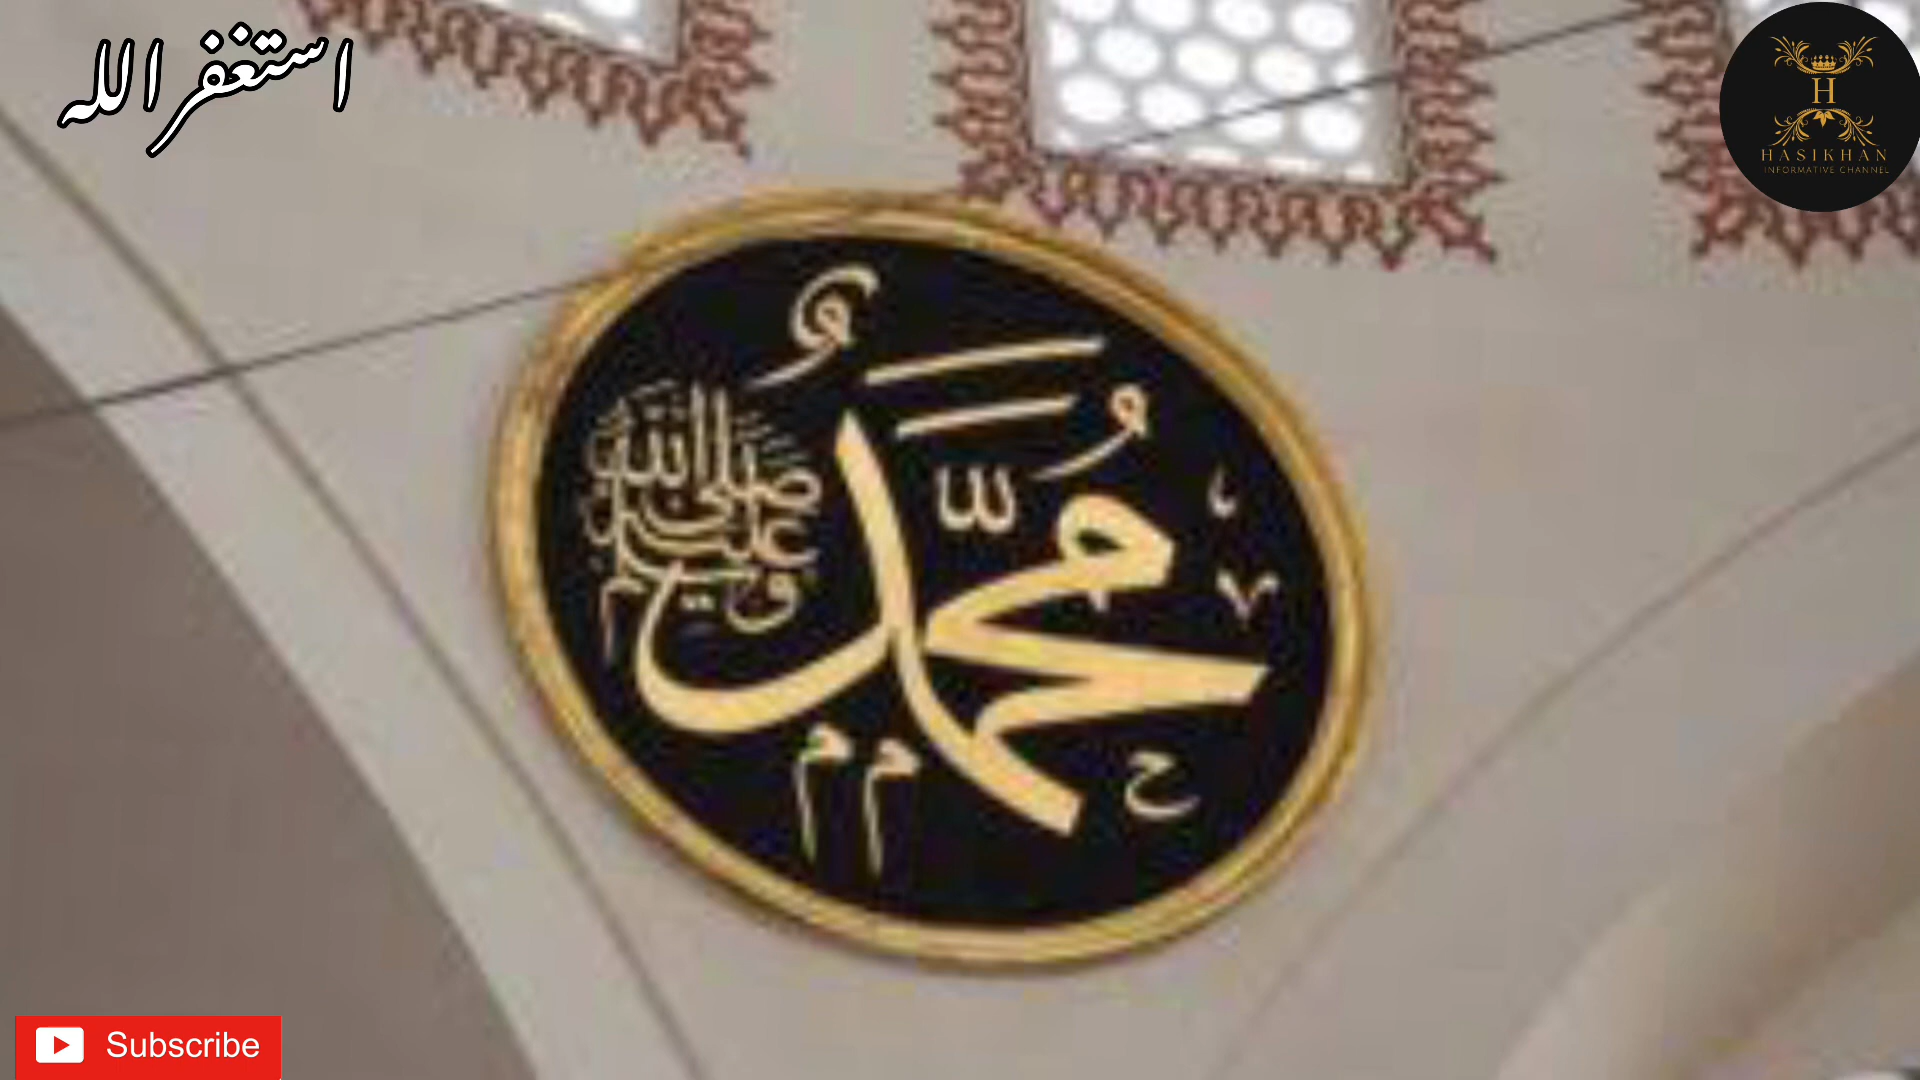 استغفر الله
H
HASIKHAN
INFORMATIVE CHANNEL
محمد
صلى الله
عليه
وسلم
Subscribe